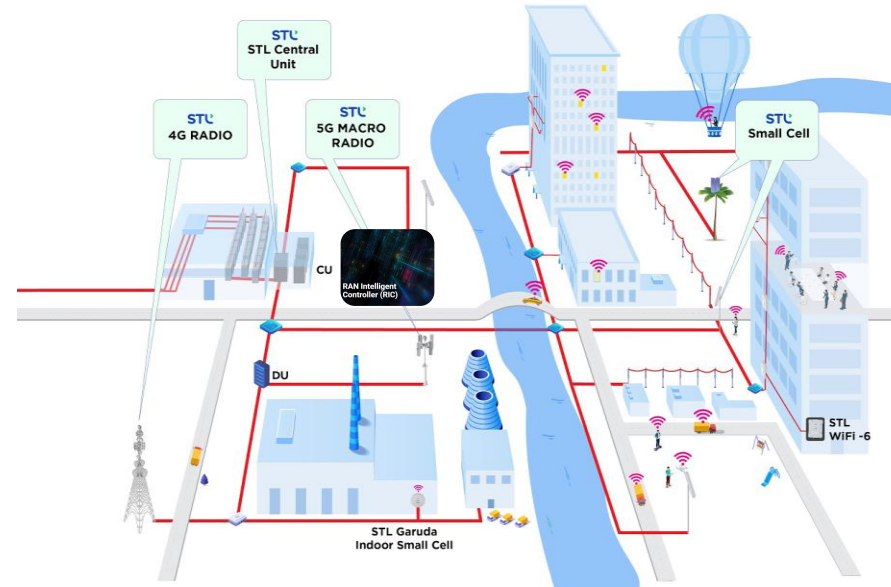 STL
STL Central
Unit
STL
4G RADIO
STL
5G MACRO
RADIO
STL
Small Cell
CU
RAN Intelligent
Controller (RIC)
DU
STL
WiFi -6
STL Garuda
Indoor Small Cell